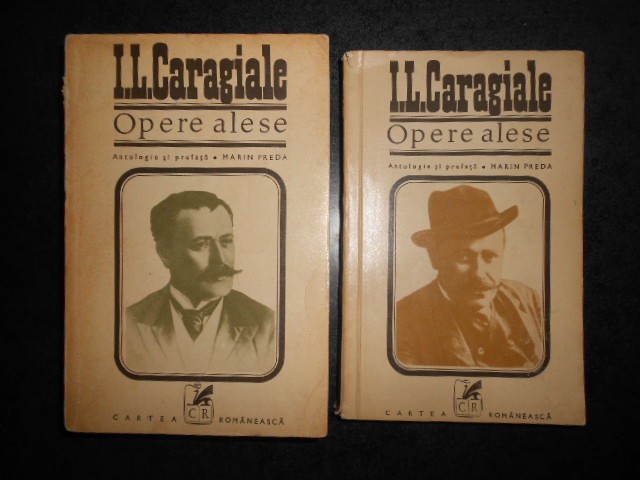 I.L.Caragiale
Opere alese
Antologie și prefață • MARIN PREDA
CARTEA CR ROMÂNEASCĂ
I.L.Caragiale
Opere alese
Antologie și prefață • MARIN PREDA
CARTEA CR ROMÂNEASCĂ